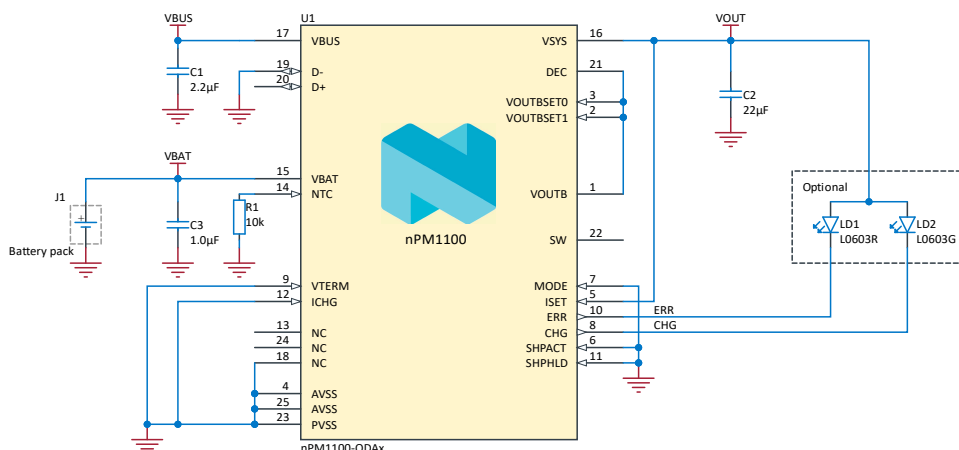 VBUS
U1
VOUT
17 VBUS
VSYS 16
19 D-
DEC 21
20 D+
C1
2.2µF
VOUTBSET0 3
VOUTBSET1 2
C2
22µF
VBAT
15 VBAT
14 NTC
J1
Optional
R1
10k
VOUTB 1
C3
1.0µF
nPM1100
LD1
L0603R
LD2
L0603G
SW 22
Battery pack
9 VTERM
MODE 7
12 ICHG
ISET 5
ERR 10 ERR
13 NC
CHG 8 CHG
24 NC
SHPACT 6
18 NC
SHPHLD 11
4 AVSS
25 AVSS
23 PVSS
nPM1100-QDAx